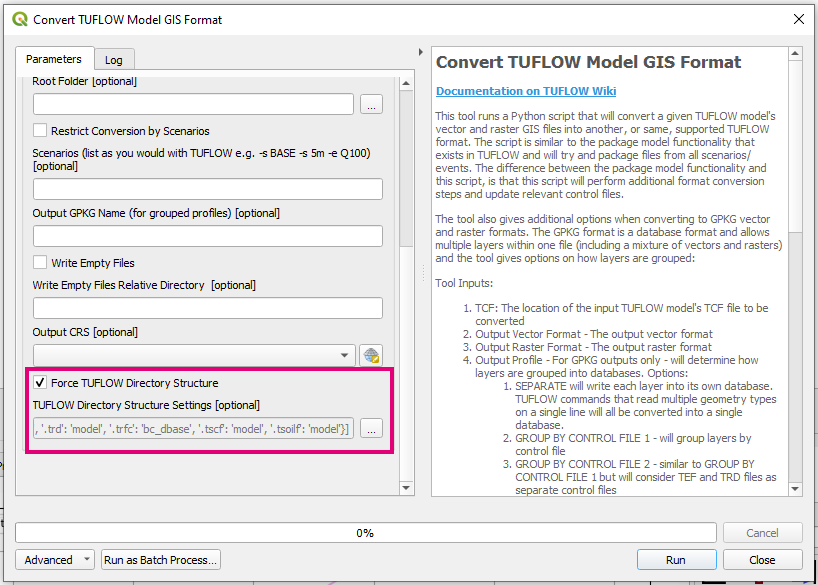 Convert TUFLOW Model GIS Format
Parameters
Log
Root Folder [optional]
...
Restrict Conversion by Scenarios
Scenarios (list as you would with TUFLOW e.g. -s BASE -s 5m -e Q100)
[optional]
Output GPKG Name (for grouped profiles) [optional]
Write Empty Files
Write Empty Files Relative Directory [optional]
Output CRS [optional]
Force TUFLOW Directory Structure
TUFLOW Directory Structure Settings [optional]
, '.trd': 'model', '.trfc': 'bc_dbase', '.tscf': 'model', '.tsoilf': 'model'}]
...
Convert TUFLOW Model GIS Format
Documentation on TUFLOW Wiki
This tool runs a Python script that will convert a given TUFLOW model's
vector and raster GIS files into another, or same, supported TUFLOW
format. The script is similar to the package model functionality that
exists in TUFLOW and will try and package files from all scenarios/
events. The difference between the package model functionality and
this script, is that this script will perform additional format conversion
steps and update relevant control files.
The tool also gives additional options when converting to GPKG vector
and raster formats. The GPKG format is a database format and allows
multiple layers within one file (including a mixture of vectors and rasters)
and the tool gives options on how layers are grouped:
Tool Inputs:
1. TCF: The location of the input TUFLOW model's TCF file to be
converted
2. Output Vector Format - The output vector format
3. Output Raster Format - The output raster format
4. Output Profile - For GPKG outputs only - will determine how
layers are grouped into databases. Options:
1. SEPARATE will write each layer into its own database.
TUFLOW commands that read multiple geometry types
on a single line will all be converted into a single
database.
2. GROUP BY CONTROL FILE 1 - will group layers by
control file
3. GROUP BY CONTROL FILE 2 - similar to GROUP BY
CONTROL FILE 1 but will consider TEF and TRD files as
separate control files
0%
Cancel
Advanced
Run as Batch Process...
Run
Close